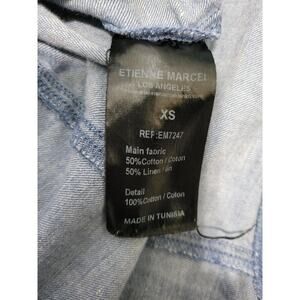 ETIENNE MARCEL
LOS ANGELES
XS
REF:EM7247
Main fabric
50%Cotton / Coton
50% Linen /
Detail
100%Cotton / Coton
MADE IN TUNISIA